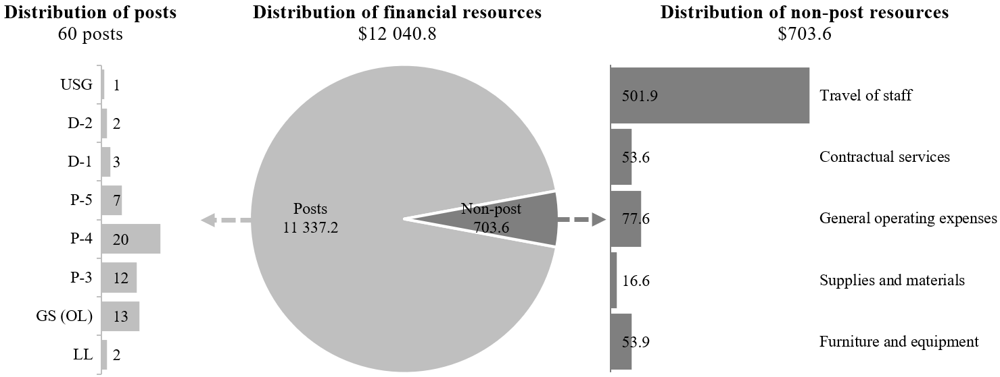 Distribution of posts
60 posts
USG 1
D-2 2
D-1 3
P-5 7
P-4 20
P-3 12
GS (OL) 13
LL 2
Distribution of financial resources
$12 040.8
Posts
11 337.2
Non-post
703.6
Distribution of non-post resources
$703.6
501.9 Travel of staff
53.6 Contractual services
77.6 General operating expenses
16.6 Supplies and materials
53.9 Furniture and equipment